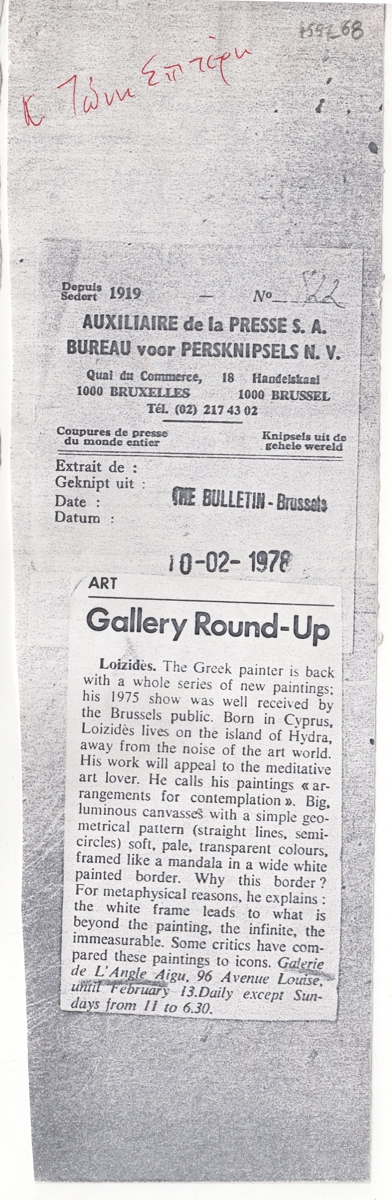 68
Κ Τώνη Σπητέρη
Depuis
Sedert 1919 — No 522
AUXILIAIRE de la PRESSE S. A.
BUREAU voor PERSKNIPSELS N. V.
Quai du Commerce, 18 Handelskaai
1000 BRUXELLES 1000 BRUSSEL
Tél. (02) 217 43 02
Coupures de presse
du monde entier
Knipsels uit de
gehele wereld
Extrait de :
Geknipt uit :
THE BULLETIN - Brussels
Date :
Datum :
10-02-1978
ART
Gallery Round-Up
Loizidès. The Greek painter is back
with a whole series of new paintings;
his 1975 show was well received by
the Brussels public. Born in Cyprus,
Loizidès lives on the island of Hydra,
away from the noise of the art world.
His work will appeal to the meditative
art lover. He calls his paintings « ar-
rangements for contemplation ». Big,
luminous canvasses with a simple geo-
metrical pattern (straight lines, semi-
circles) soft, pale, transparent colours,
framed like a mandala in a wide white
painted border. Why this border ?
For metaphysical reasons, he explains :
the white frame leads to what is
beyond the painting, the infinite, the
immeasurable. Some critics have com-
pared these paintings to icons. Galerie
de L'Angle Aigu, 96 Avenue Louise,
until February 13.Daily except Sun-
days from 11 to 6.30.